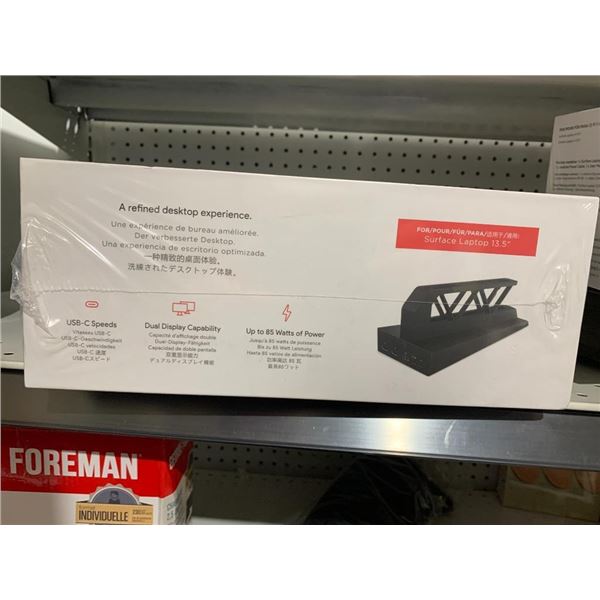 A refined desktop experience.
Une expérience de bureau améliorée.
Der verbesserte Desktop.
Una experiencia de escritorio optimizada.
一种精致的桌面体验。
洗練されたデスクトップ体験。
FOR/POUR/FÜR/PARA/适用于/適用:
Surface Laptop 13.5"
USB-C Speeds
Vitesses USB-C
USB-C-Geschwindigkeit
USB-C velocidades
USB-C 速度
USB-Cスピード
Dual Display Capability
Capacité d'affichage double
Dual-Display-Fähigkeit
Capacidad de doble pantalla
双重显示能力
デュアルディスプレイ機能
Up to 85 Watts of Power
Jusqu'à 85 watts de puissance
Bis zu 85 Watt Leistung
Hasta 85 vatios de alimentación
功率高达 85 瓦
最高85ワット
FOREMAN
INDIVIDUELLE